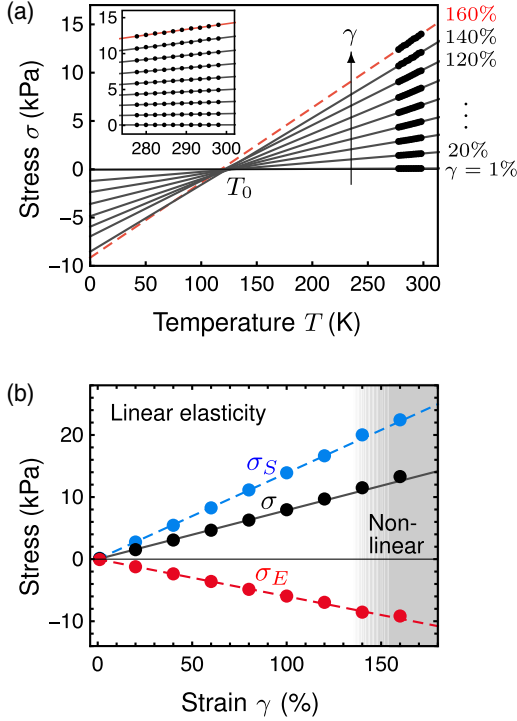 (a)
Stress σ (kPa)
15
10
5
0
−5
−10
15
10
5
0
280 290 300
γ
T0
160%
140%
120%
⋮
20%
γ = 1%
0 50 100 150 200 250 300
Temperature T (K)
(b)
Stress (kPa)
20
10
0
−10
Linear elasticity
σS
σ
σE
Non-
linear
0 50 100 150
Strain γ (%)